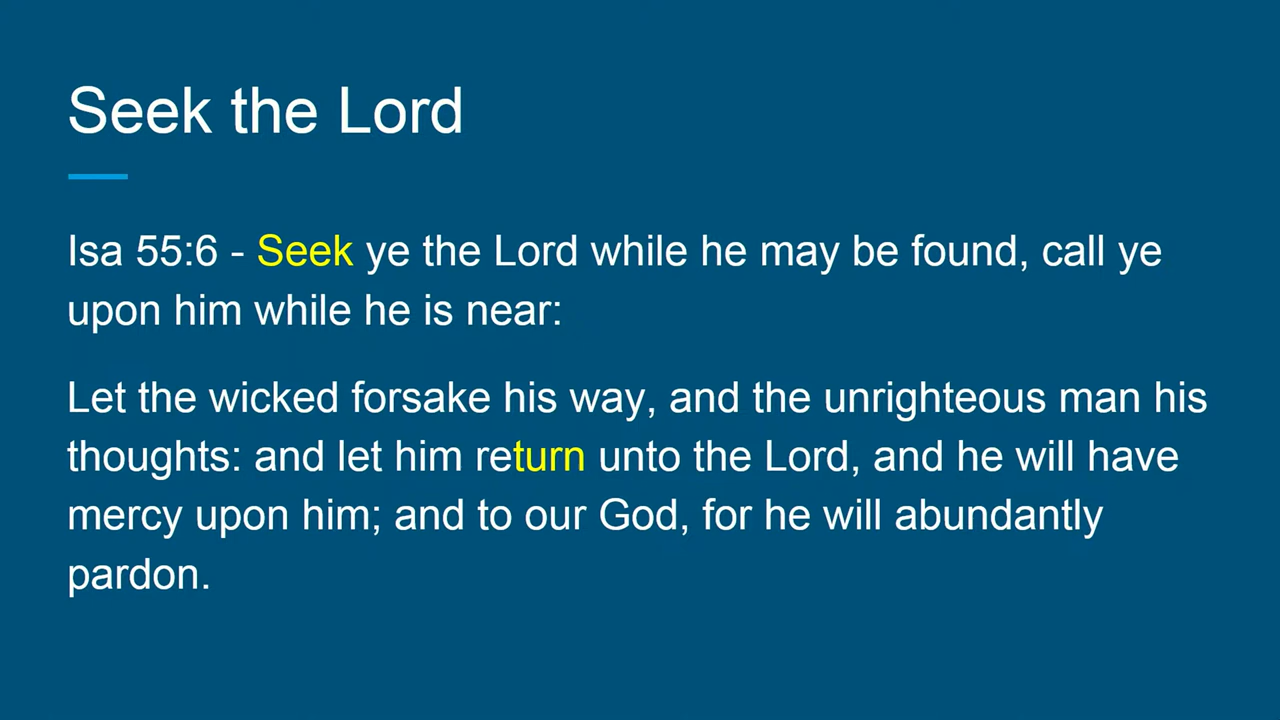 Seek the Lord
Isa 55:6 - Seek ye the Lord while he may be found, call ye
upon him while he is near:
Let the wicked forsake his way, and the unrighteous man his
thoughts: and let him return unto the Lord, and he will have
mercy upon him; and to our God, for he will abundantly
pardon.